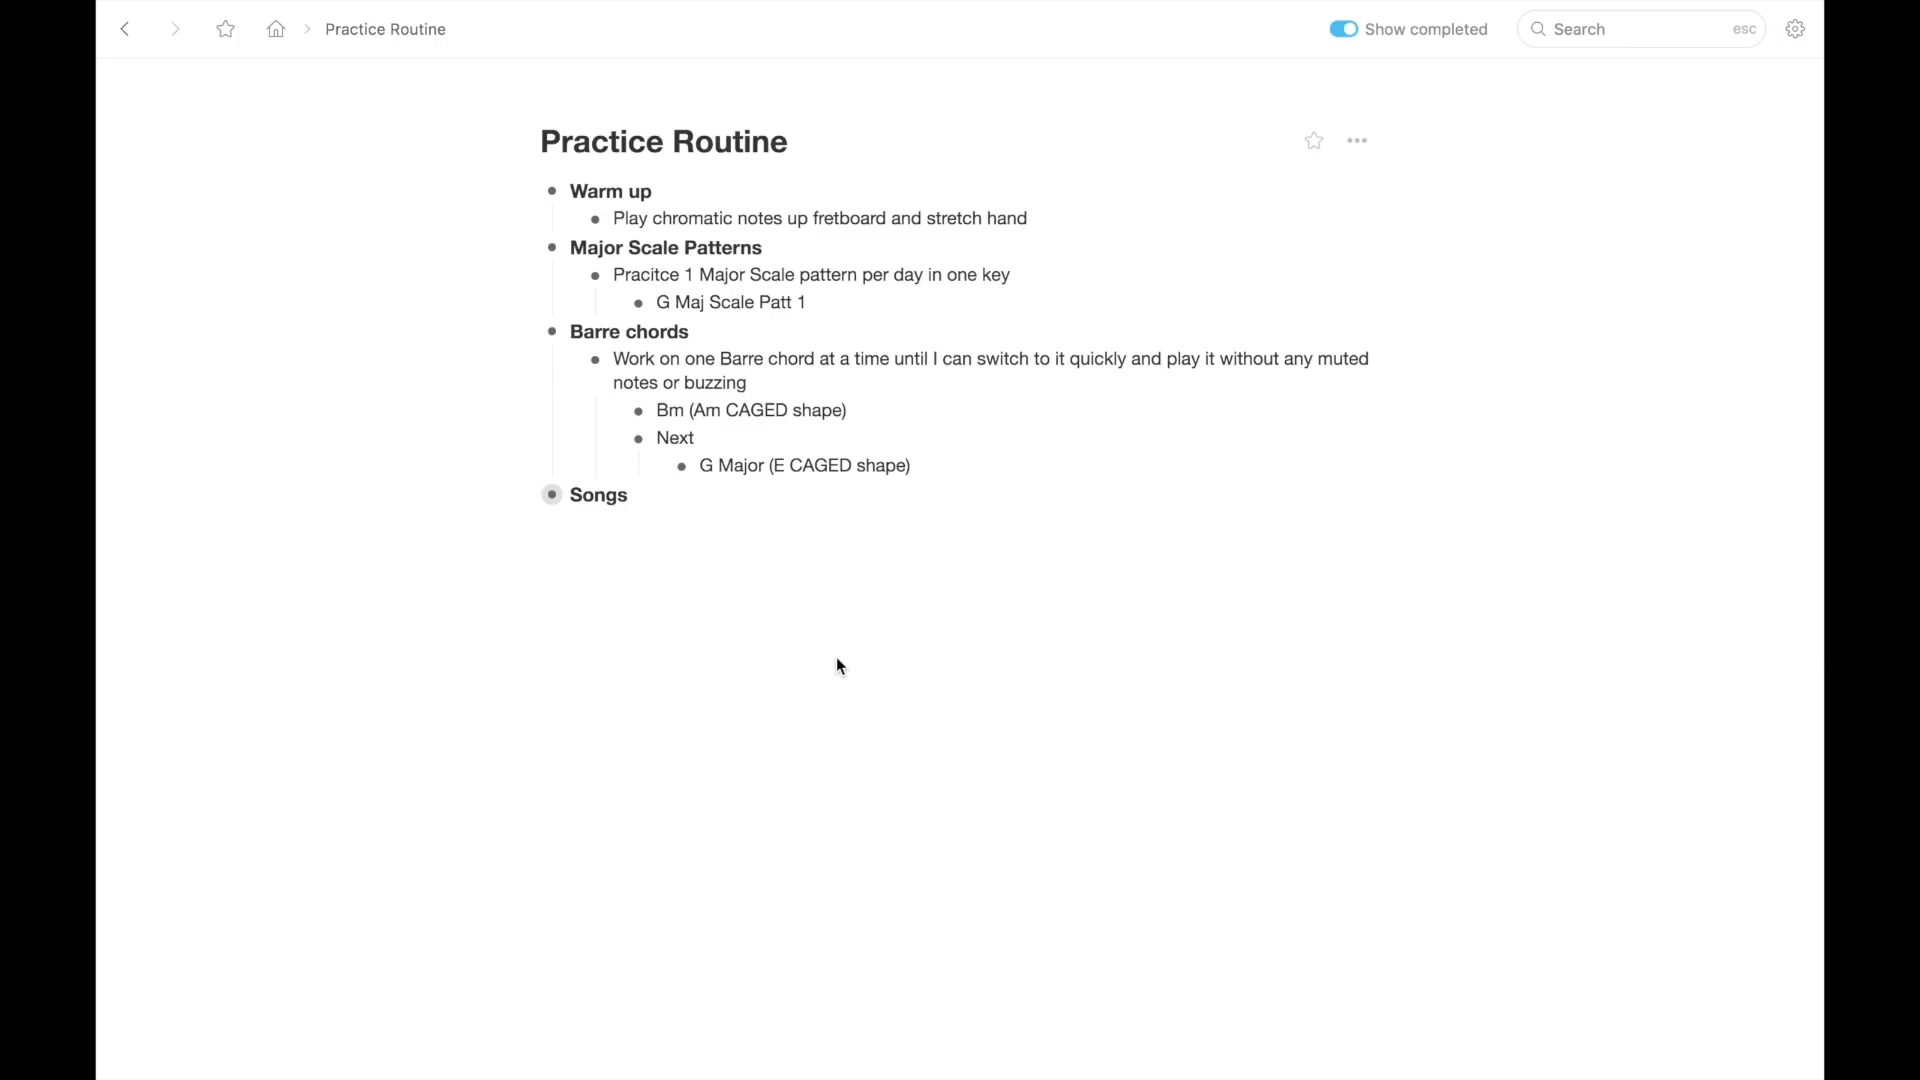 Practice Routine
Show completed
Search
esc
Practice Routine
Warm up
Play chromatic notes up fretboard and stretch hand
Major Scale Patterns
Pracitce 1 Major Scale pattern per day in one key
G Maj Scale Patt 1
Barre chords
Work on one Barre chord at a time until I can switch to it quickly and play it without any muted
notes or buzzing
Bm (Am CAGED shape)
Next
G Major (E CAGED shape)
Songs